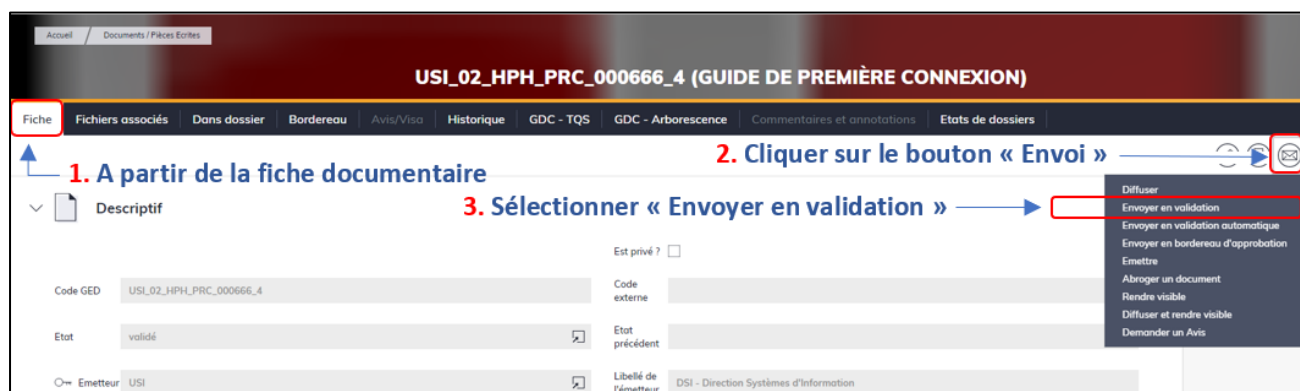 Accueil / Documents / Pièces Ecrites
USI_02_HPH_PRC_000666_4 (GUIDE DE PREMIÈRE CONNEXION)
Fiche Fichiers associés Dans dossier Bordereau Avis/Visa Historique GDC - TQS GDC - Arborescence Commentaires et annotations Etats de dossiers
1. A partir de la fiche documentaire
2. Cliquer sur le bouton « Envoi »
Descriptif
3. Sélectionner « Envoyer en validation »
Diffuser
Envoyer en validation
Envoyer en validation automatique
Envoyer en bordereau d'approbation
Emettre
Abroger un document
Rendre visible
Diffuser et rendre visible
Demander un Avis
Est privé ?
Code GED USI_02_HPH_PRC_000666_4
Code
externe
Etat validé
Etat
précédent
Emetteur USI
Libellé de
l'émetteur
DSI - Direction Systèmes d'Information